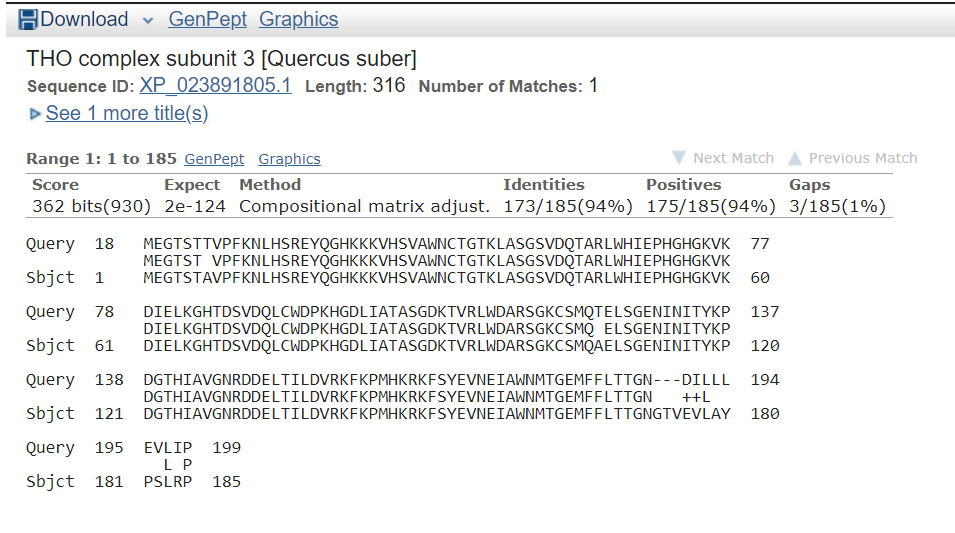 Download GenPept Graphics
THO complex subunit 3 [Quercus suber]
Sequence ID: XP_023891805.1 Length: 316 Number of Matches: 1
See 1 more title(s)
Range 1: 1 to 185 GenPept Graphics Next Match Previous Match
Score Expect Method Identities Positives Gaps
362 bits(930) 2e-124 Compositional matrix adjust. 173/185(94%) 175/185(94%) 3/185(1%)
Query 18 MEGTSTTVPFKNLHSREYQGHKKKVHSVAWNCTGTKLASGSVDQTARLWHIEPHGHGKVK 77
MEGTST VPFKNLHSREYQGHKKKVHSVAWNCTGTKLASGSVDQTARLWHIEPHGHGKVK
Sbjct 1 MEGTSTAVPFKNLHSREYQGHKKKVHSVAWNCTGTKLASGSVDQTARLWHIEPHGHGKVK 60
Query 78 DIELKGHTDSVDQLCWDPKHGDLIATASGDKTVRLWDARSGKCSMQTELSGENINITYKP 137
DIELKGHTDSVDQLCWDPKHGDLIATASGDKTVRLWDARSGKCSMQ ELSGENINITYKP
Sbjct 61 DIELKGHTDSVDQLCWDPKHGDLIATASGDKTVRLWDARSGKCSMQAELSGENINITYKP 120
Query 138 DGTHIAVGNRDDELTILDVRKFKPMHKRKFSYEVNEIAWNMTGEMFFLTTGN---DILLL 194
DGTHIAVGNRDDELTILDVRKFKPMHKRKFSYEVNEIAWNMTGEMFFLTTGN ++L
Sbjct 121 DGTHIAVGNRDDELTILDVRKFKPMHKRKFSYEVNEIAWNMTGEMFFLTTGNGTVEVLAY 180
Query 195 EVLIP 199
L P
Sbjct 181 PSLRP 185